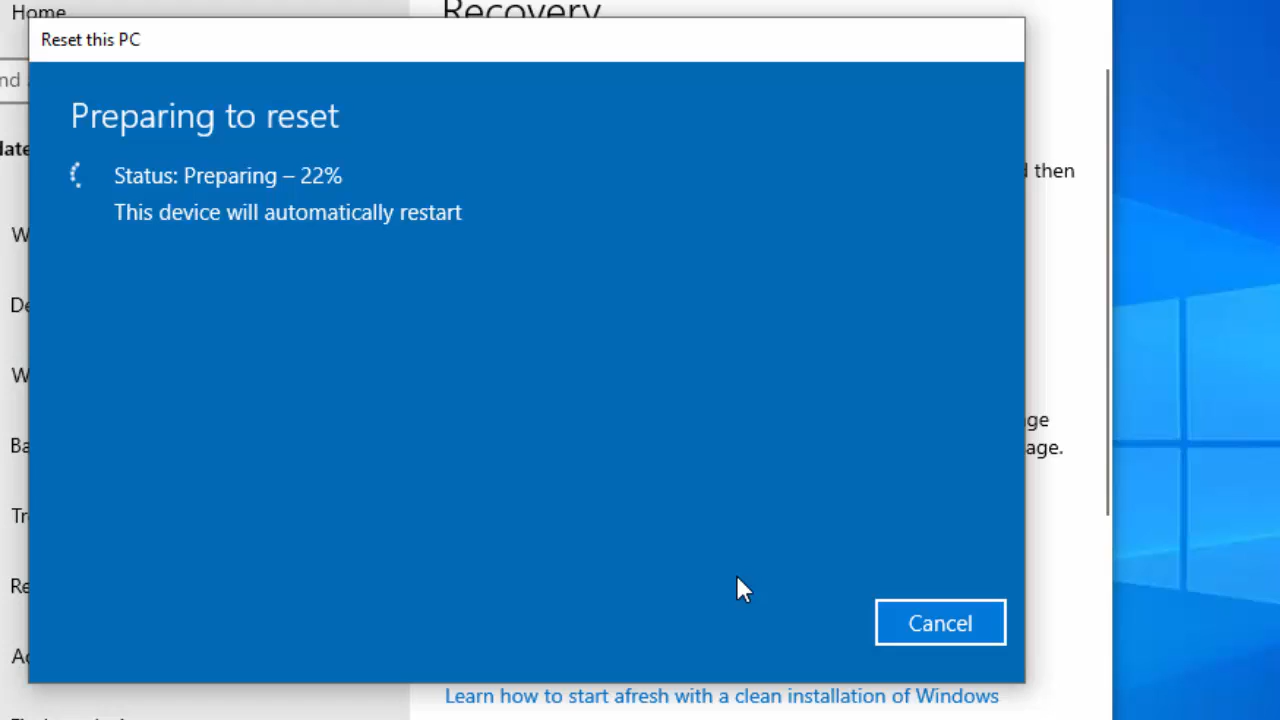 Home
Recovery
Reset this PC
Preparing to reset
Status: Preparing – 22%
This device will automatically restart
then
age.
Cancel
Learn how to start afresh with a clean installation of Windows